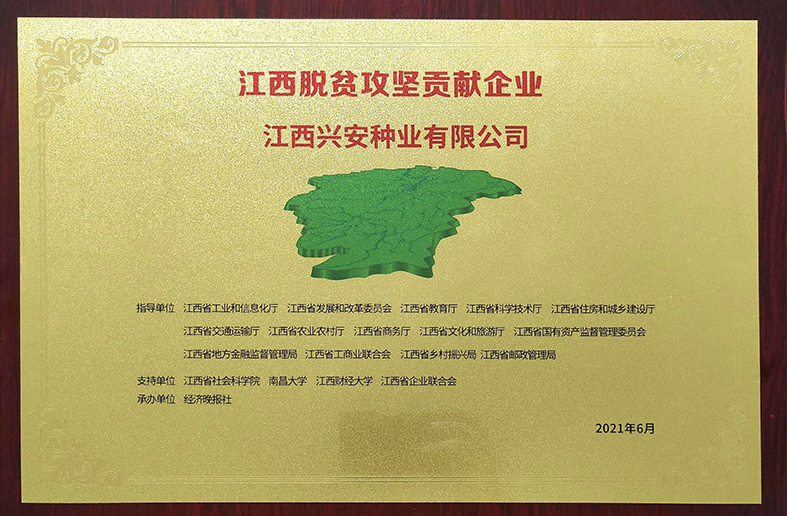 江西脱贫攻坚贡献企业
江西兴安种业有限公司
指导单位 江西省工业和信息化厅 江西省发展和改革委员会 江西省教育厅 江西省科学技术厅 江西省住房和城乡建设厅
江西省交通运输厅 江西省农业农村厅 江西省商务厅 江西省文化和旅游厅 江西省国有资产监督管理委员会
江西省地方金融监督管理局 江西省工商业联合会 江西省乡村振兴局 江西省邮政管理局
支持单位 江西省社会科学院 南昌大学 江西财经大学 江西省企业联合会
承办单位 经济晚报社
2021年6月